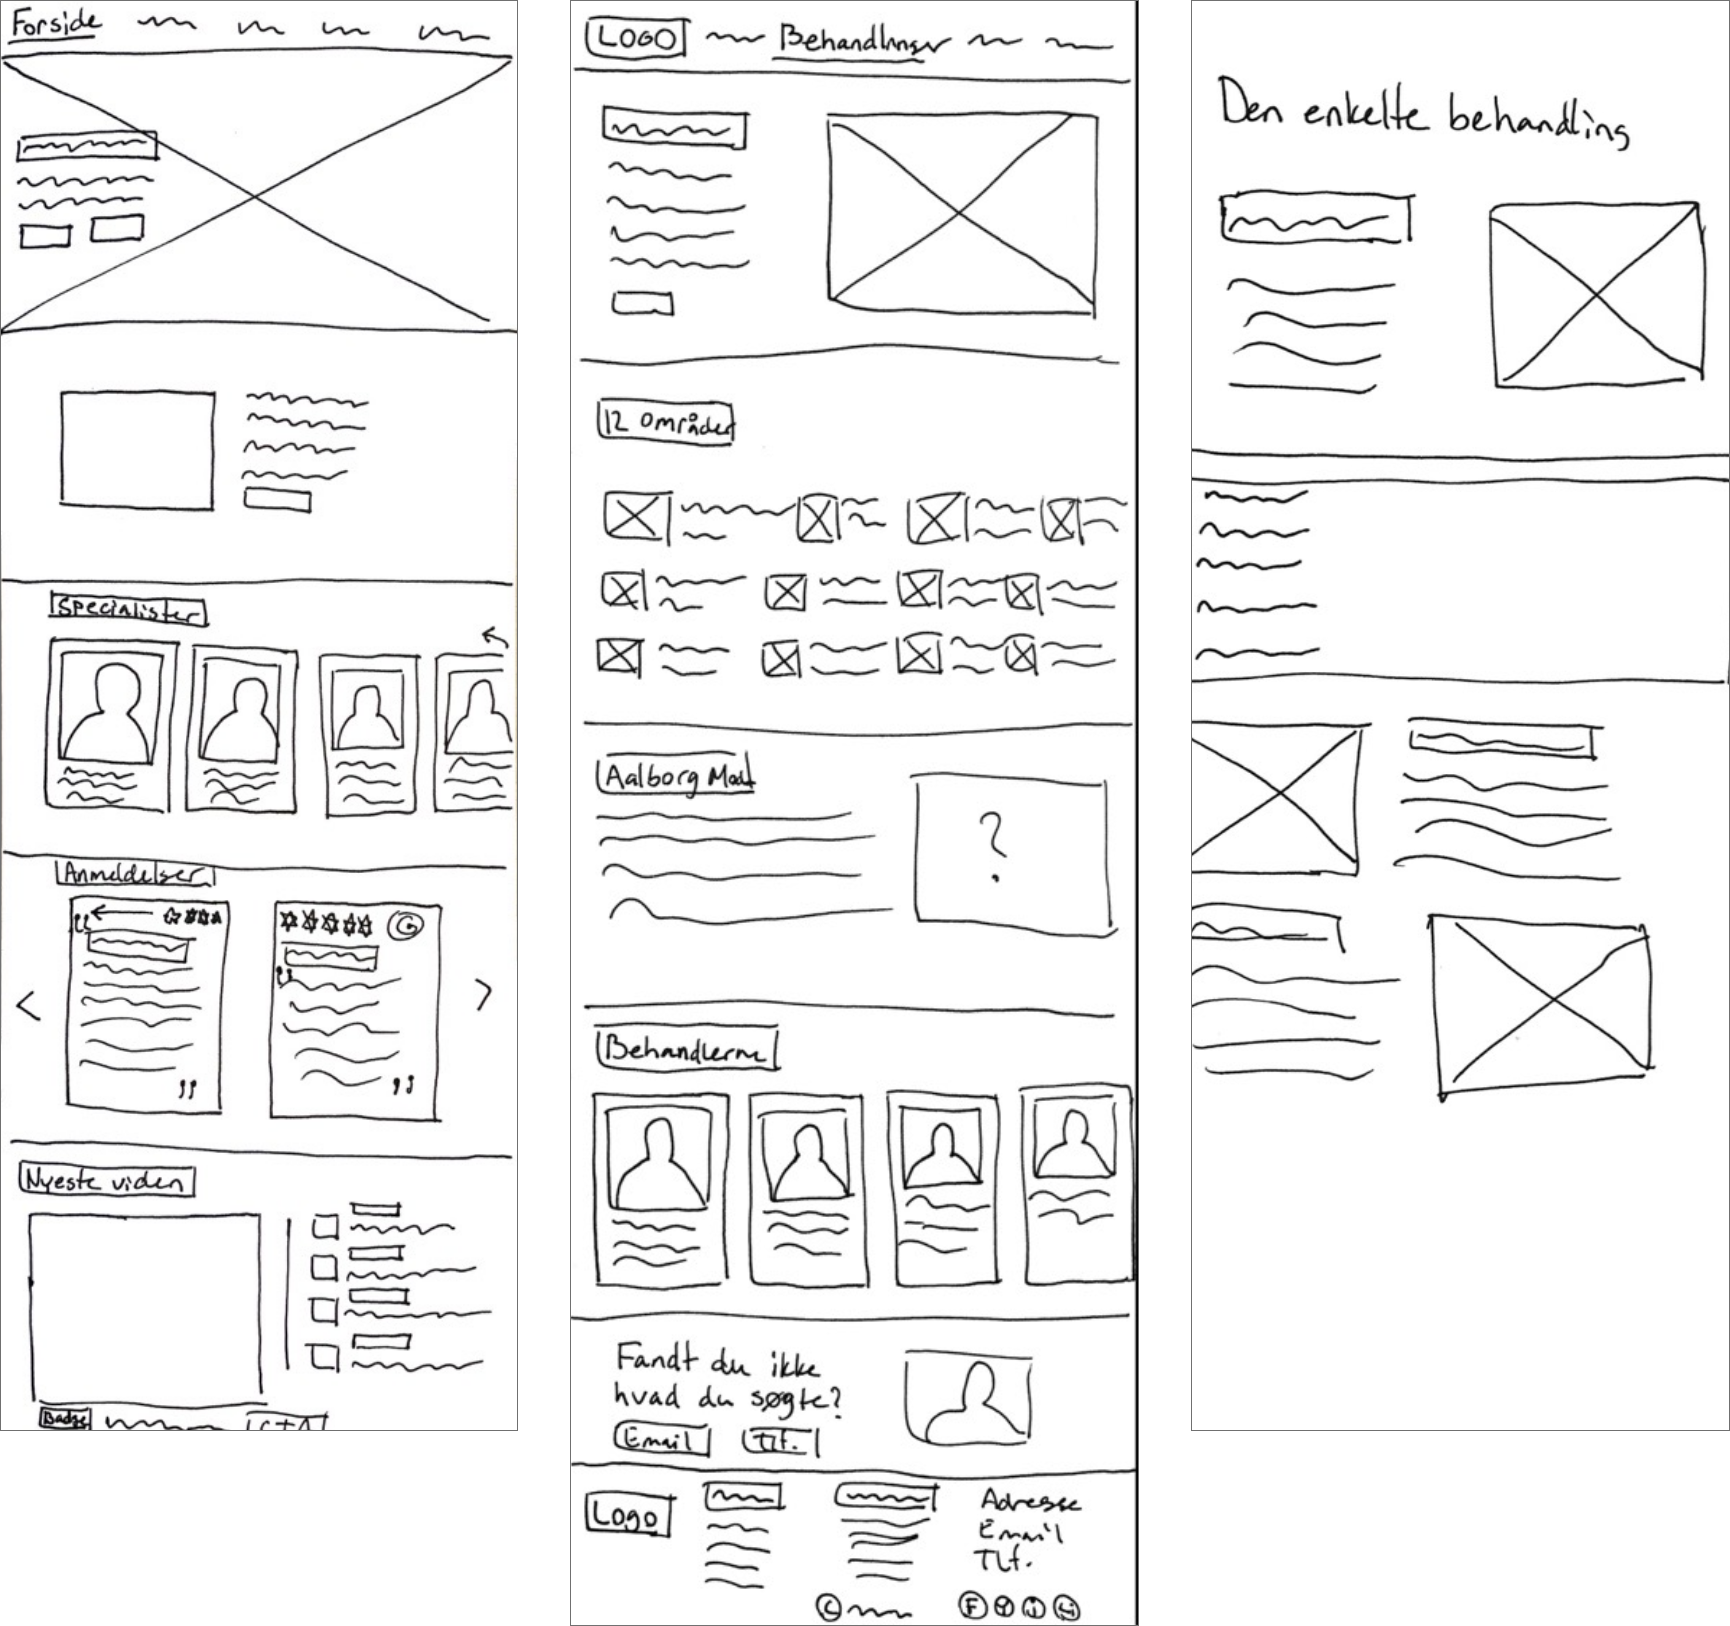 Forside
Specialister
Anmeldelser
G
Nyeste viden
Badge
CTA
LOGO
Behandlinger
12 områder
Aalborg Mad
?
Behandlerne
Fandt du ikke
hvad du søgte?
Email
Tlf.
Logo
Adresse
Email
Tlf.
©
F
Den enkelte behandling